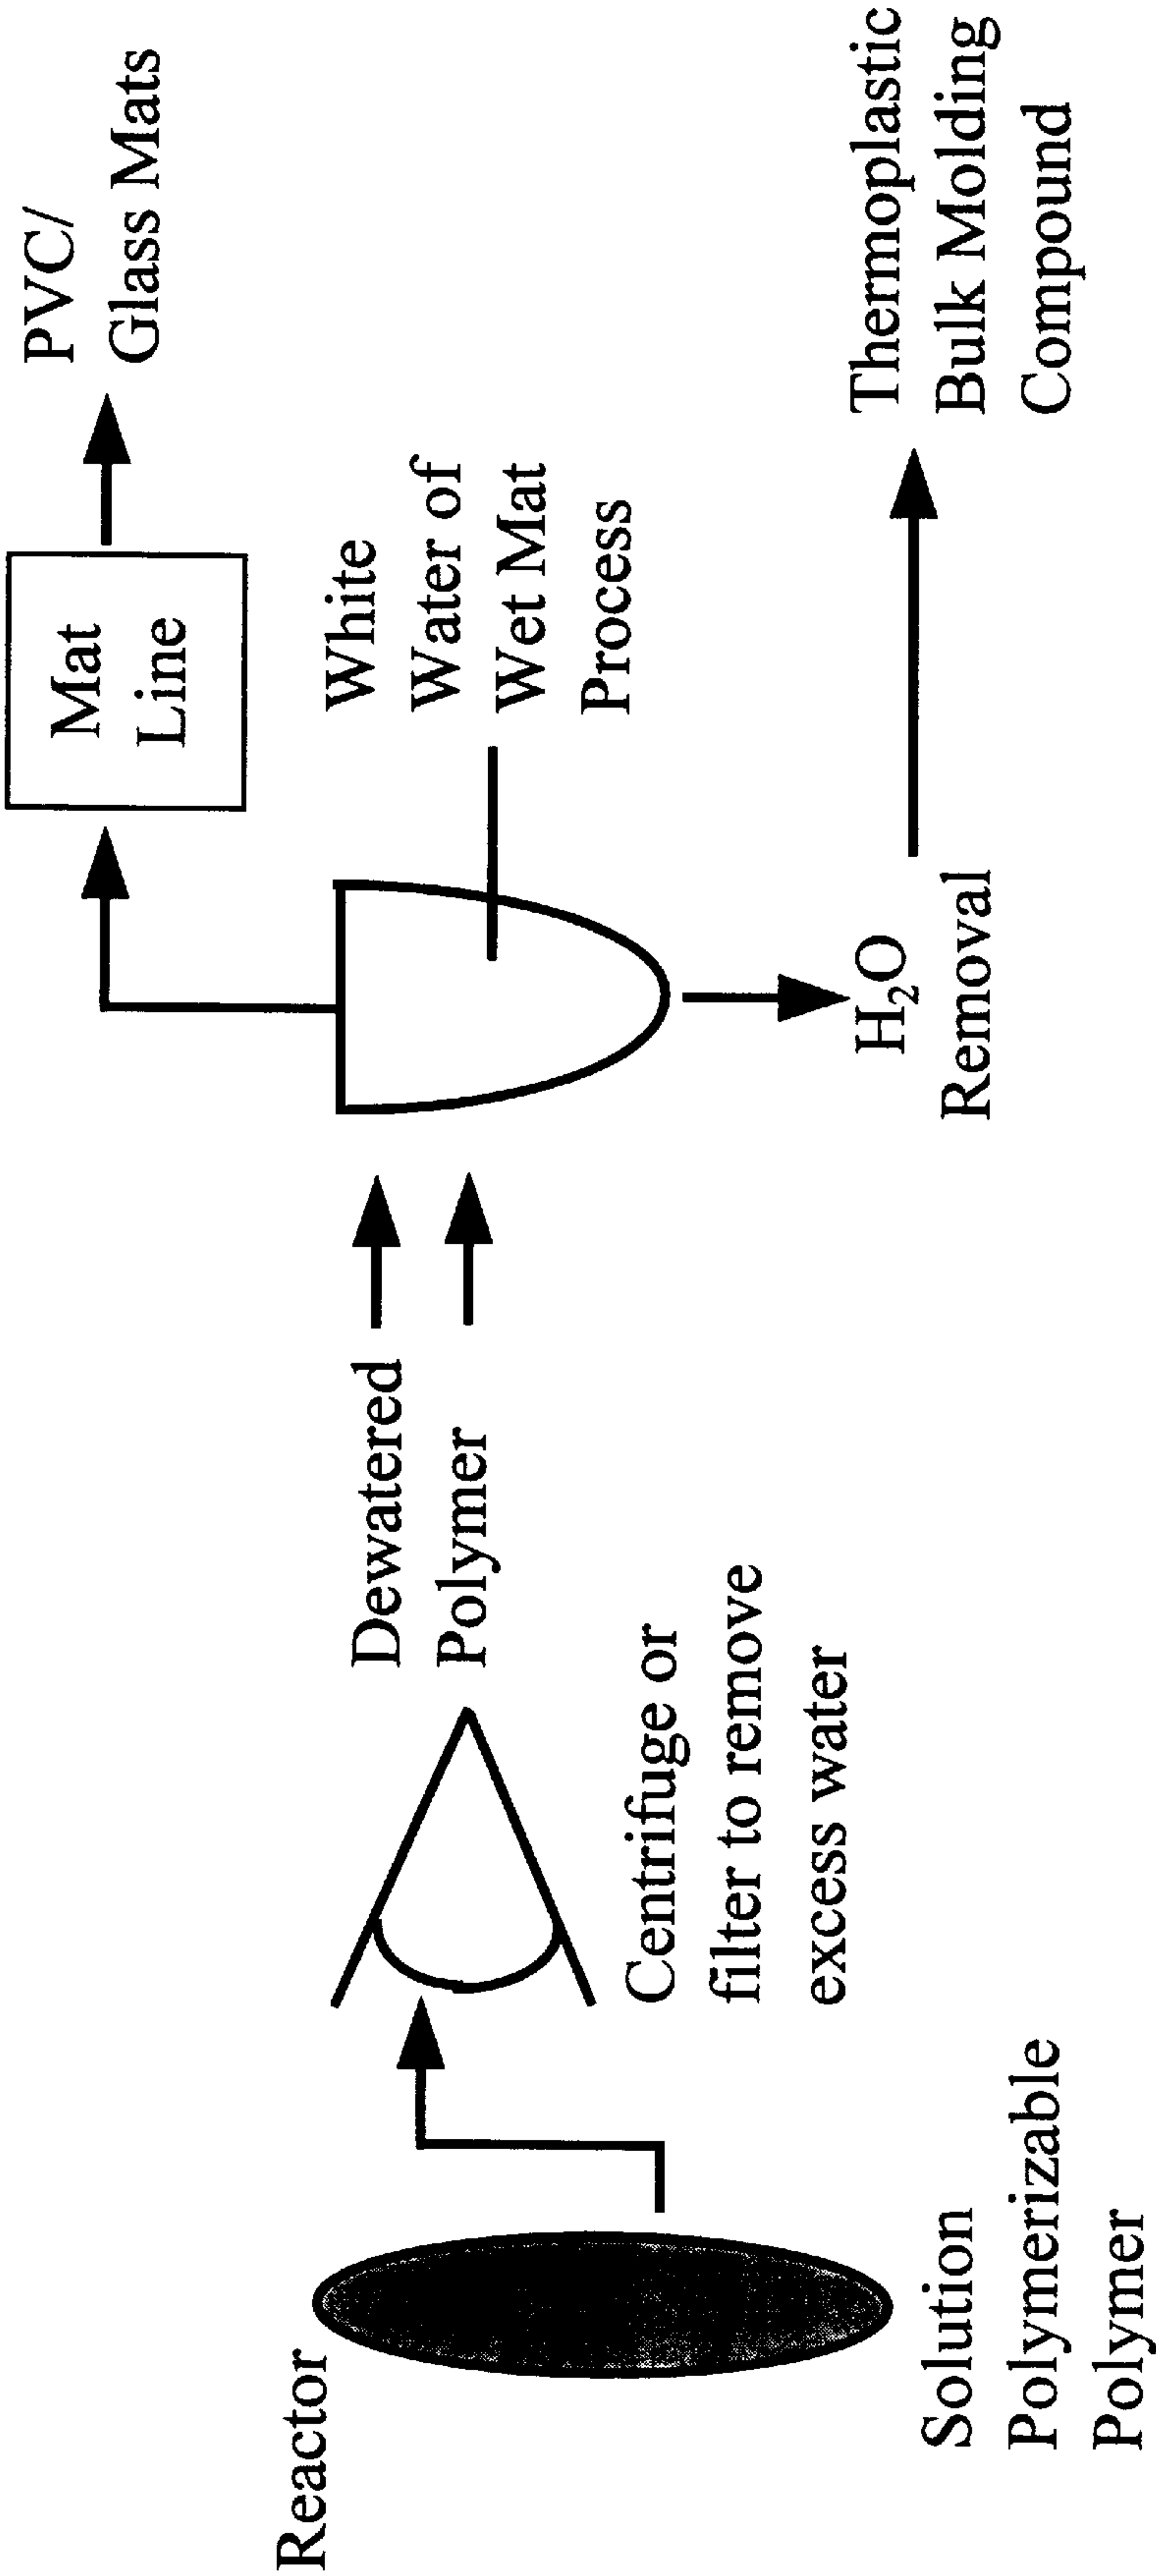 Reactor
Solution
Polymerizable
Polymer
Centrifuge or
filter to remove
excess water
Dewatered
Polymer
Mat
Line
PVC/
Glass Mats
White
Water of
Wet Mat
Process
H₂O
Removal
Thermoplastic
Bulk Molding
Compound